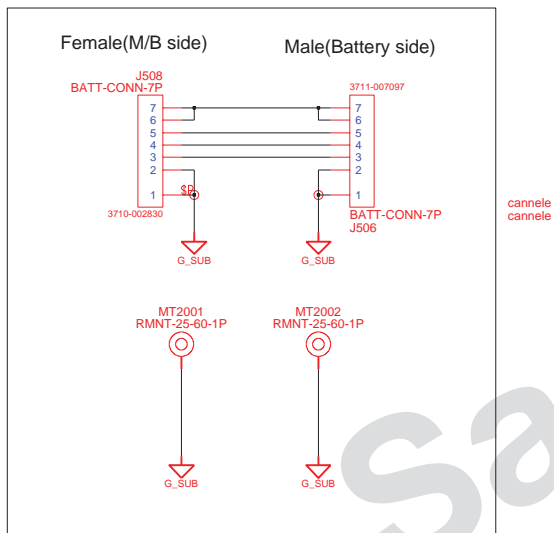 Female(M/B side)
Male(Battery side)
J508
BATT-CONN-7P
7
6
5
4
3
2
1
3710-002830
G_SUB
3711-007097
7
6
5
4
3
2
1
BATT-CONN-7P
J506
G_SUB
cannele
cannele
MT2001
RMNT-25-60-1P
G_SUB
MT2002
RMNT-25-60-1P
G_SUB
Sa